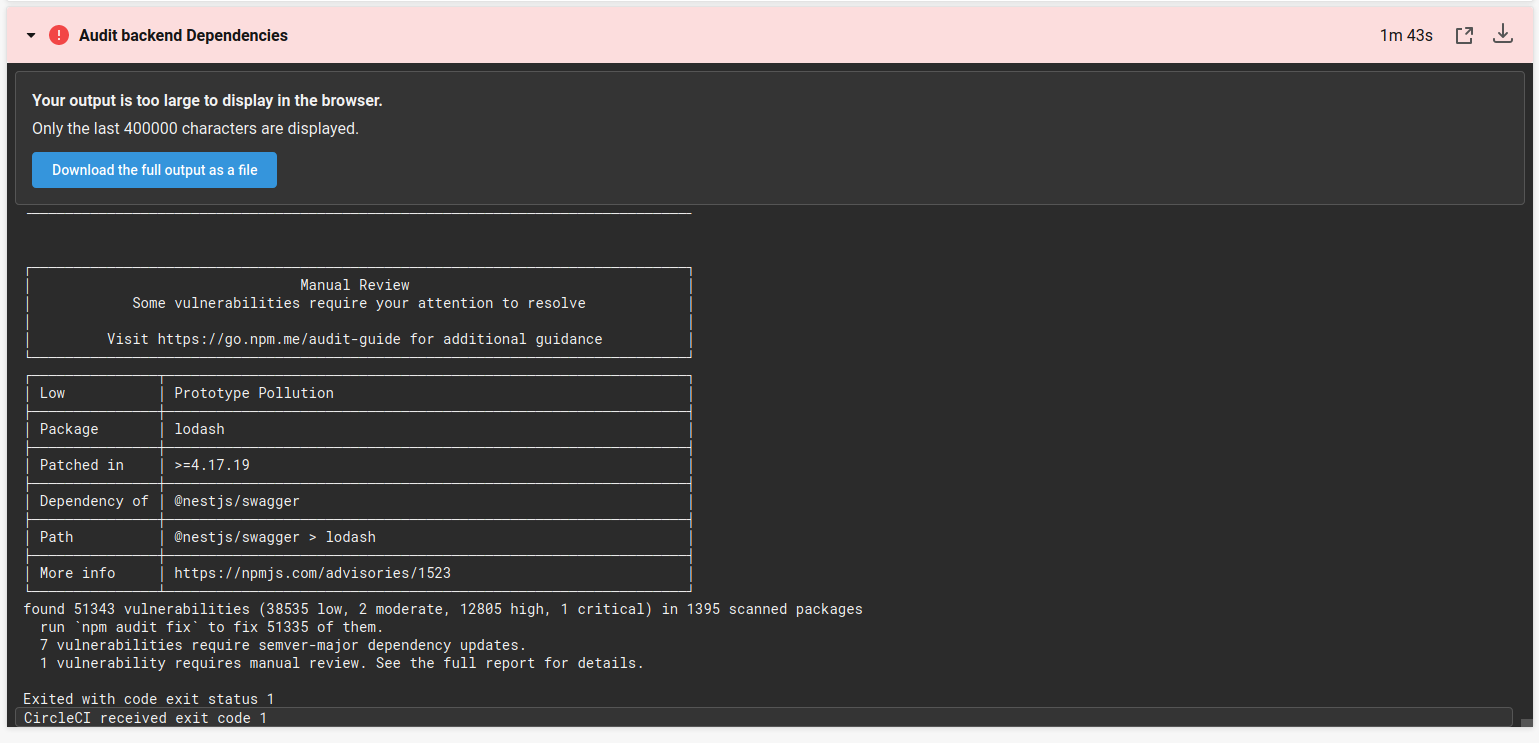 Audit backend Dependencies
1m 43s
Your output is too large to display in the browser.
Only the last 400000 characters are displayed.
Download the full output as a file
Manual Review
Some vulnerabilities require your attention to resolve
Visit https://go.npm.me/audit-guide for additional guidance
Low Prototype Pollution
Package lodash
Patched in >=4.17.19
Dependency of @nestjs/swagger
Path @nestjs/swagger > lodash
More info https://npmjs.com/advisories/1523
found 51343 vulnerabilities (38535 low, 2 moderate, 12805 high, 1 critical) in 1395 scanned packages
run `npm audit fix` to fix 51335 of them.
7 vulnerabilities require semver-major dependency updates.
1 vulnerability requires manual review. See the full report for details.
Exited with code exit status 1
CircleCI received exit code 1